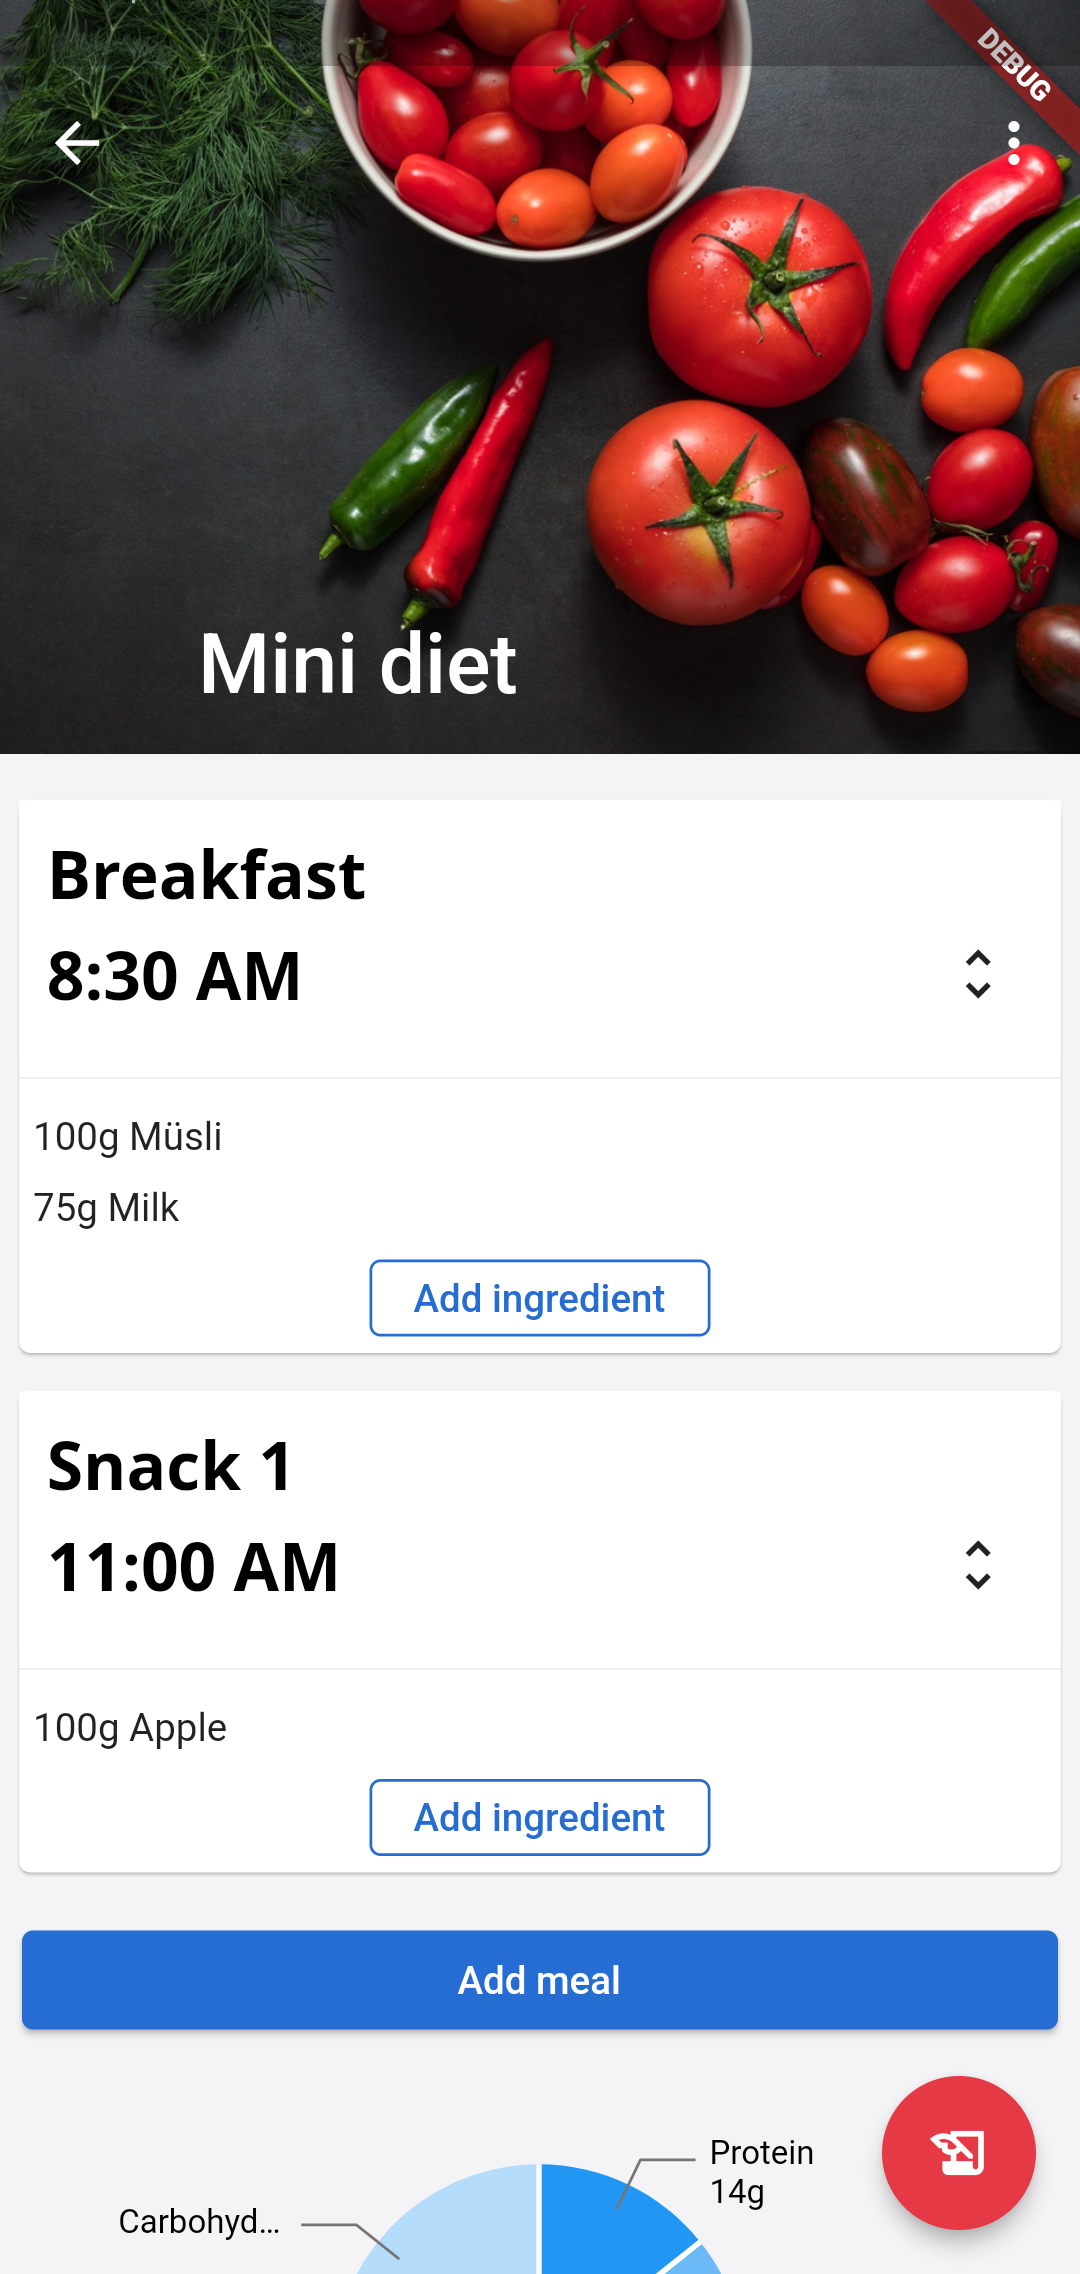 DEBUG
Mini diet
Breakfast
8:30 AM
100g Müsli
75g Milk
Add ingredient
Snack 1
11:00 AM
100g Apple
Add ingredient
Add meal
Protein
14g
Carbohyd...